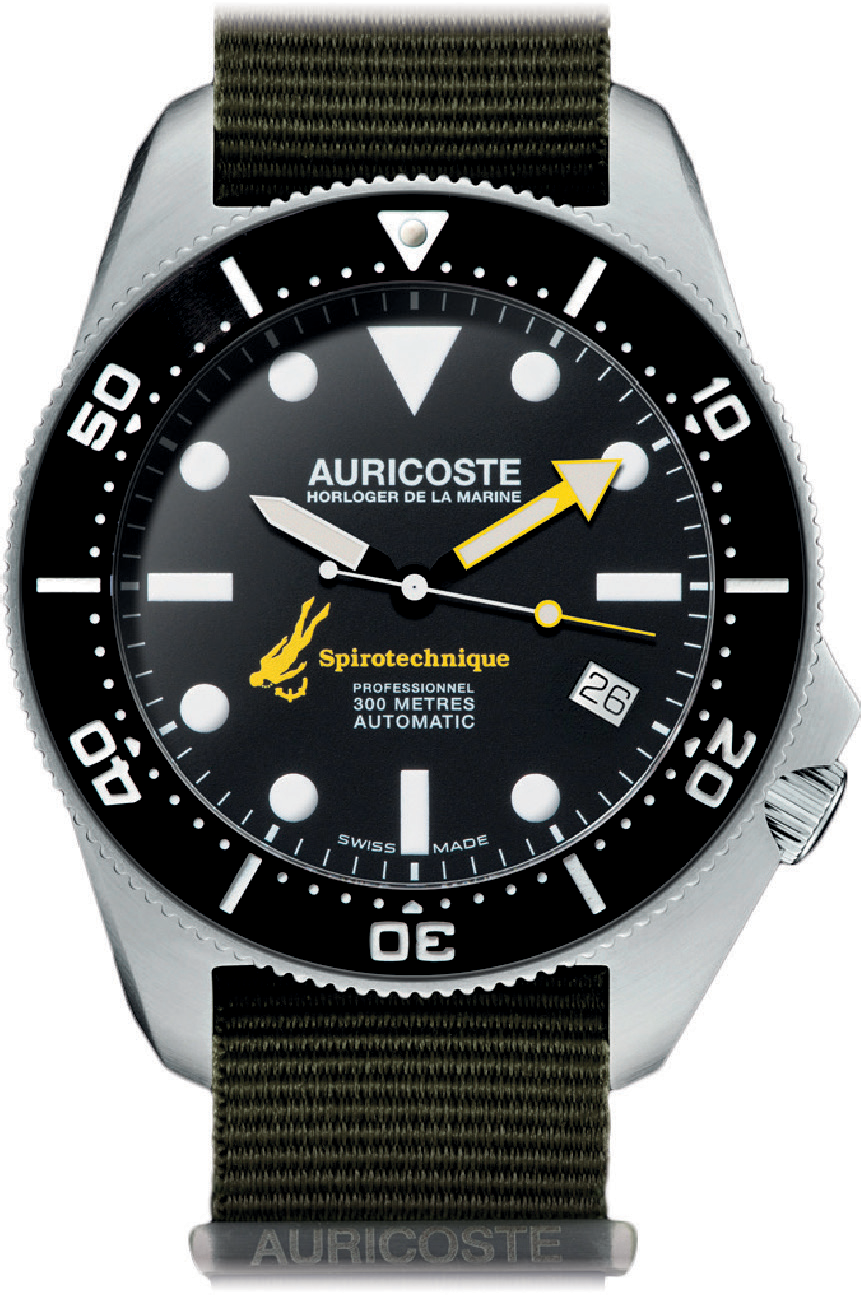 50
10
AURICOSTE
HORLOGER DE LA MARINE
Spirotechnique
PROFESSIONNEL
300 METRES
AUTOMATIC
26
40
20
SWISS MADE
30
AURICOSTE